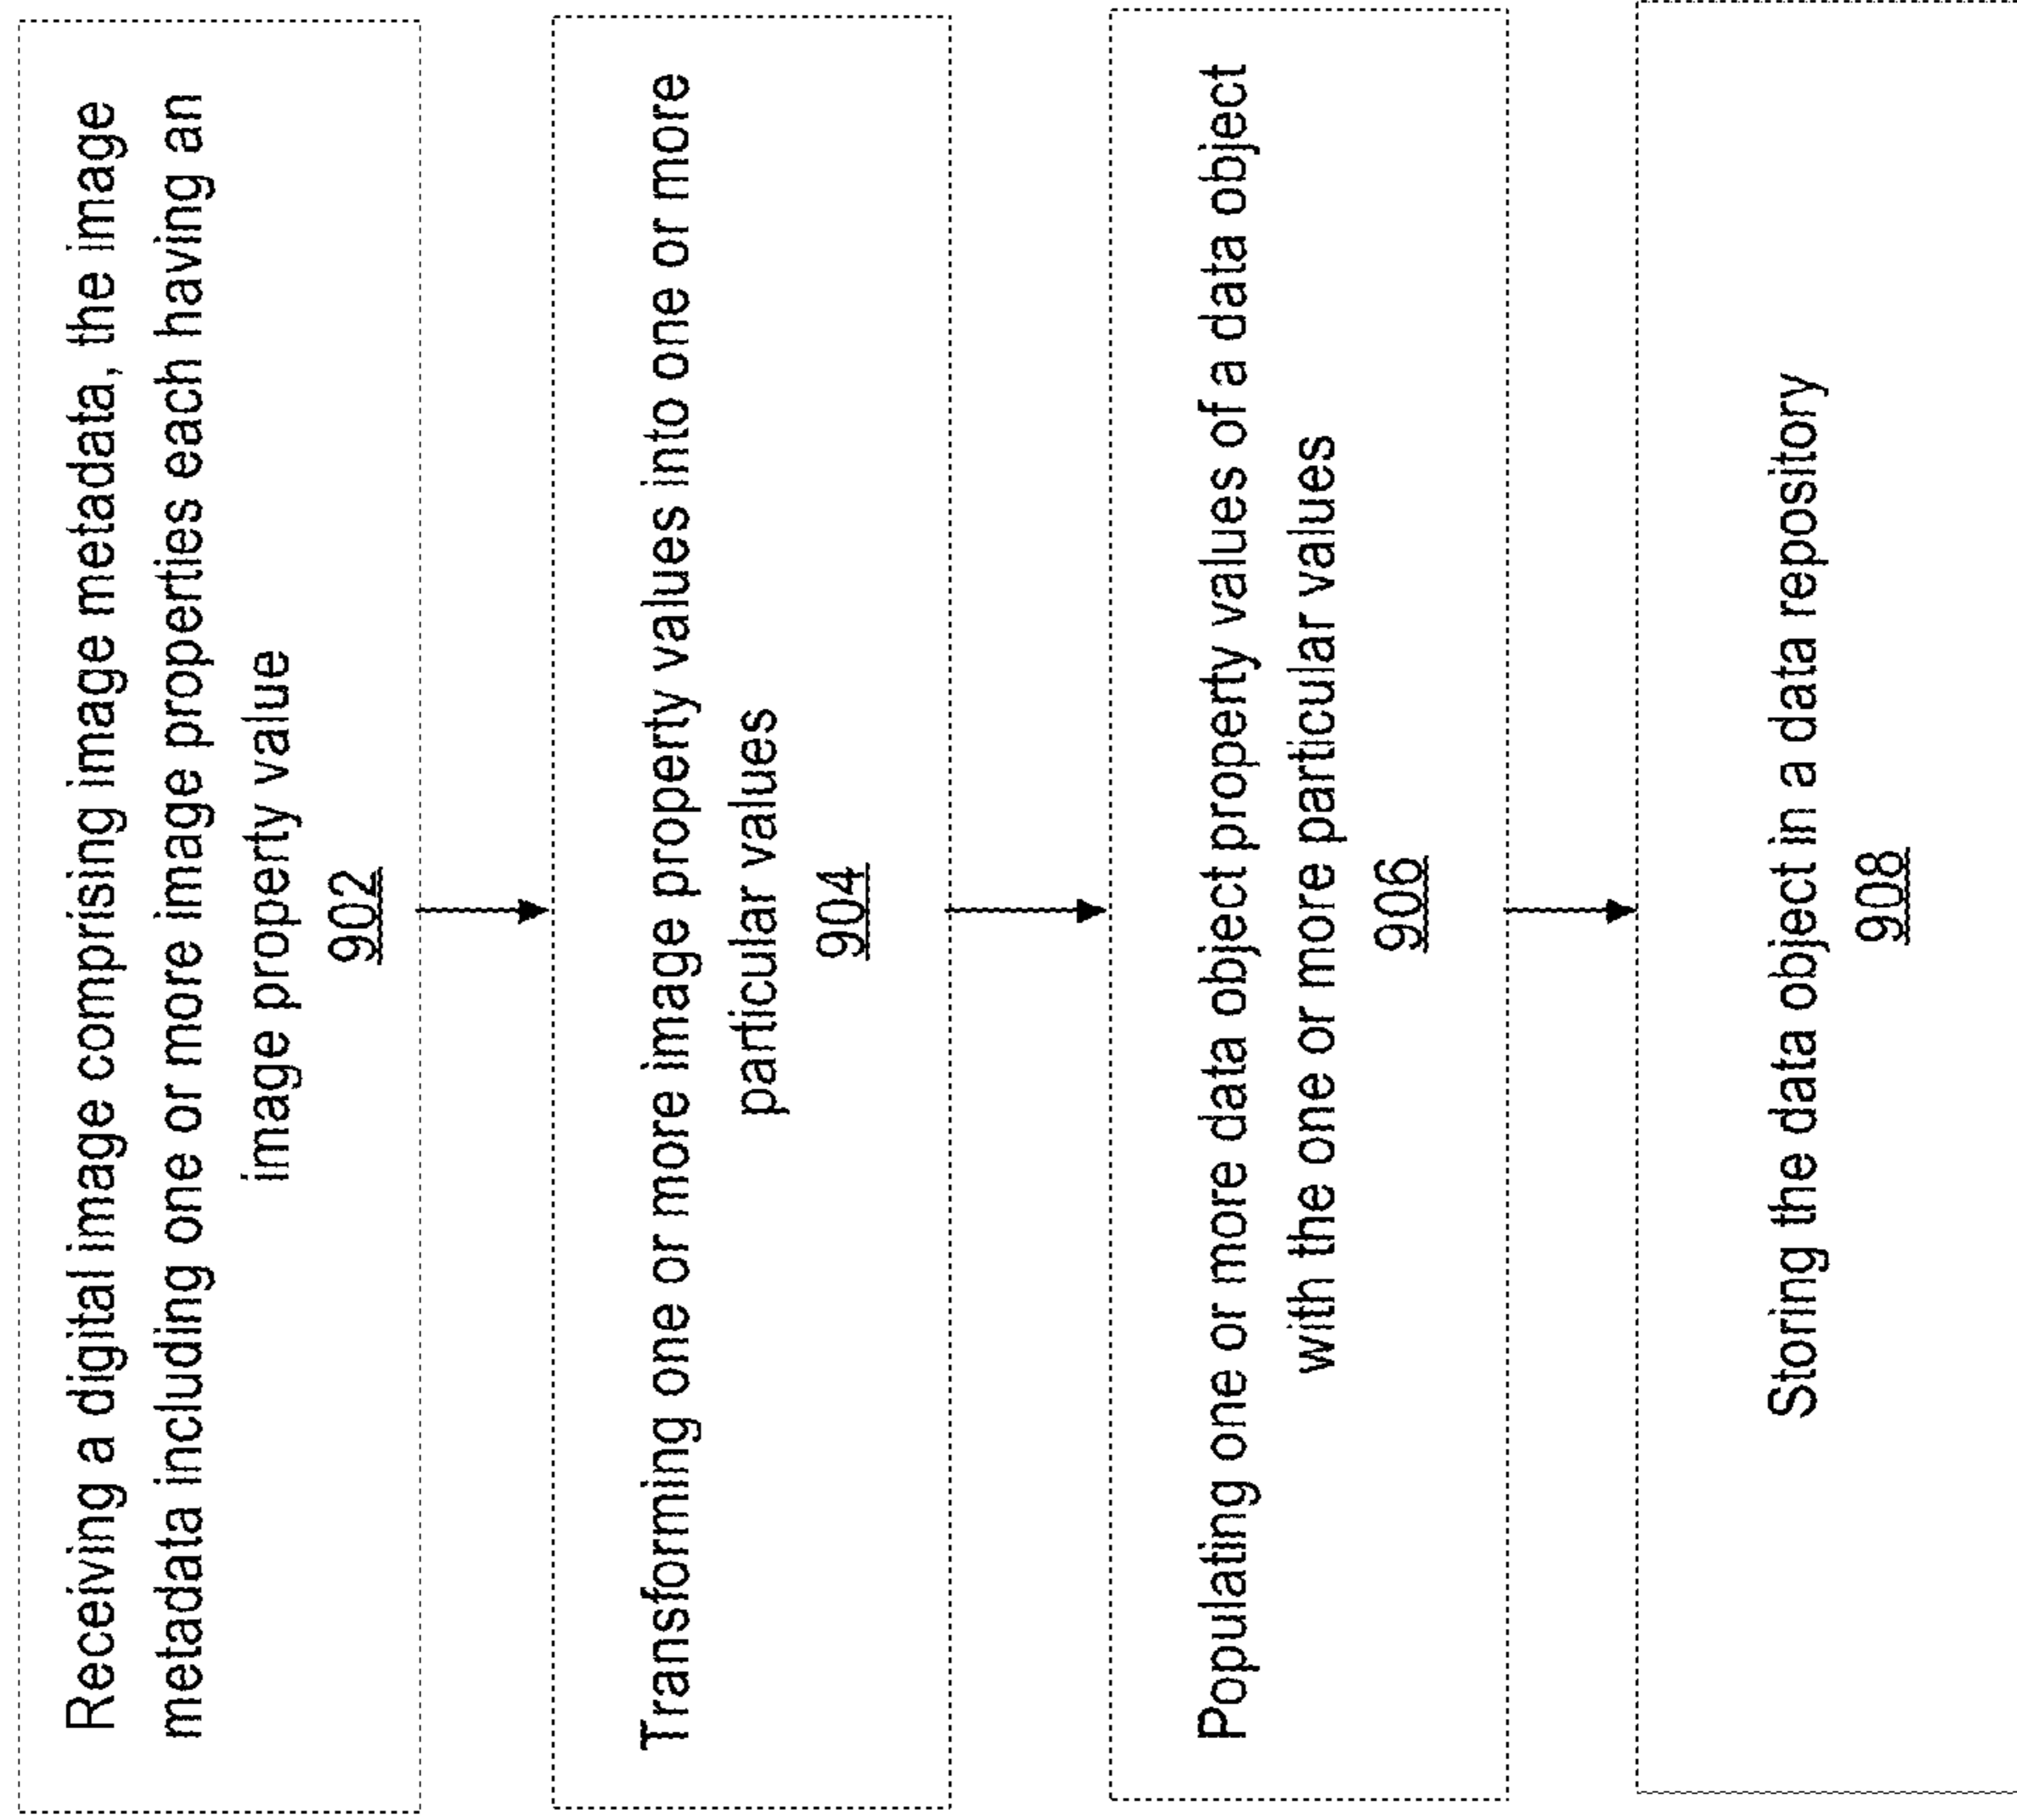 Receiving a digital image comprising image metadata, the image
metadata including one or more image properties each having an
image property value
902
Transforming one or more image property values into one or more
particular values
904
Populating one or more data object property values of a data object
with the one or more particular values
906
Storing the data object in a data repository
908